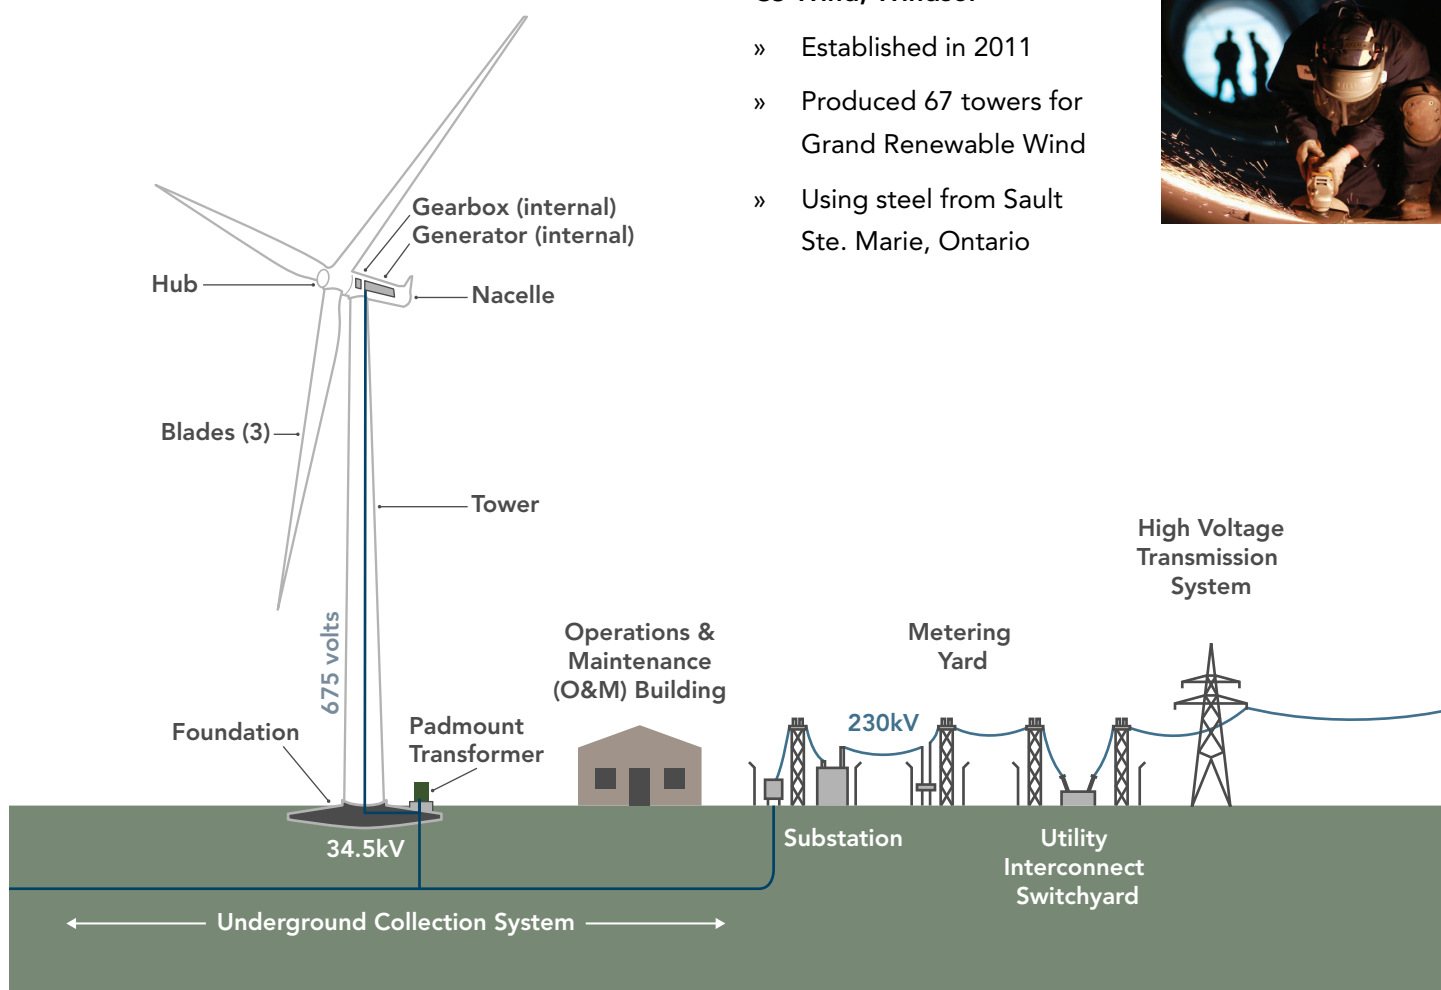 » Established in 2011
» Produced 67 towers for
Grand Renewable Wind
» Using steel from Sault
Ste. Marie, Ontario
Gearbox (internal)
Generator (internal)
Hub
Nacelle
Blades (3)
Tower
675 volts
Foundation
Padmount
Transformer
34.5kV
Operations &
Maintenance
(O&M) Building
Metering
Yard
High Voltage
Transmission
System
230kV
Substation
Utility
Interconnect
Switchyard
Underground Collection System